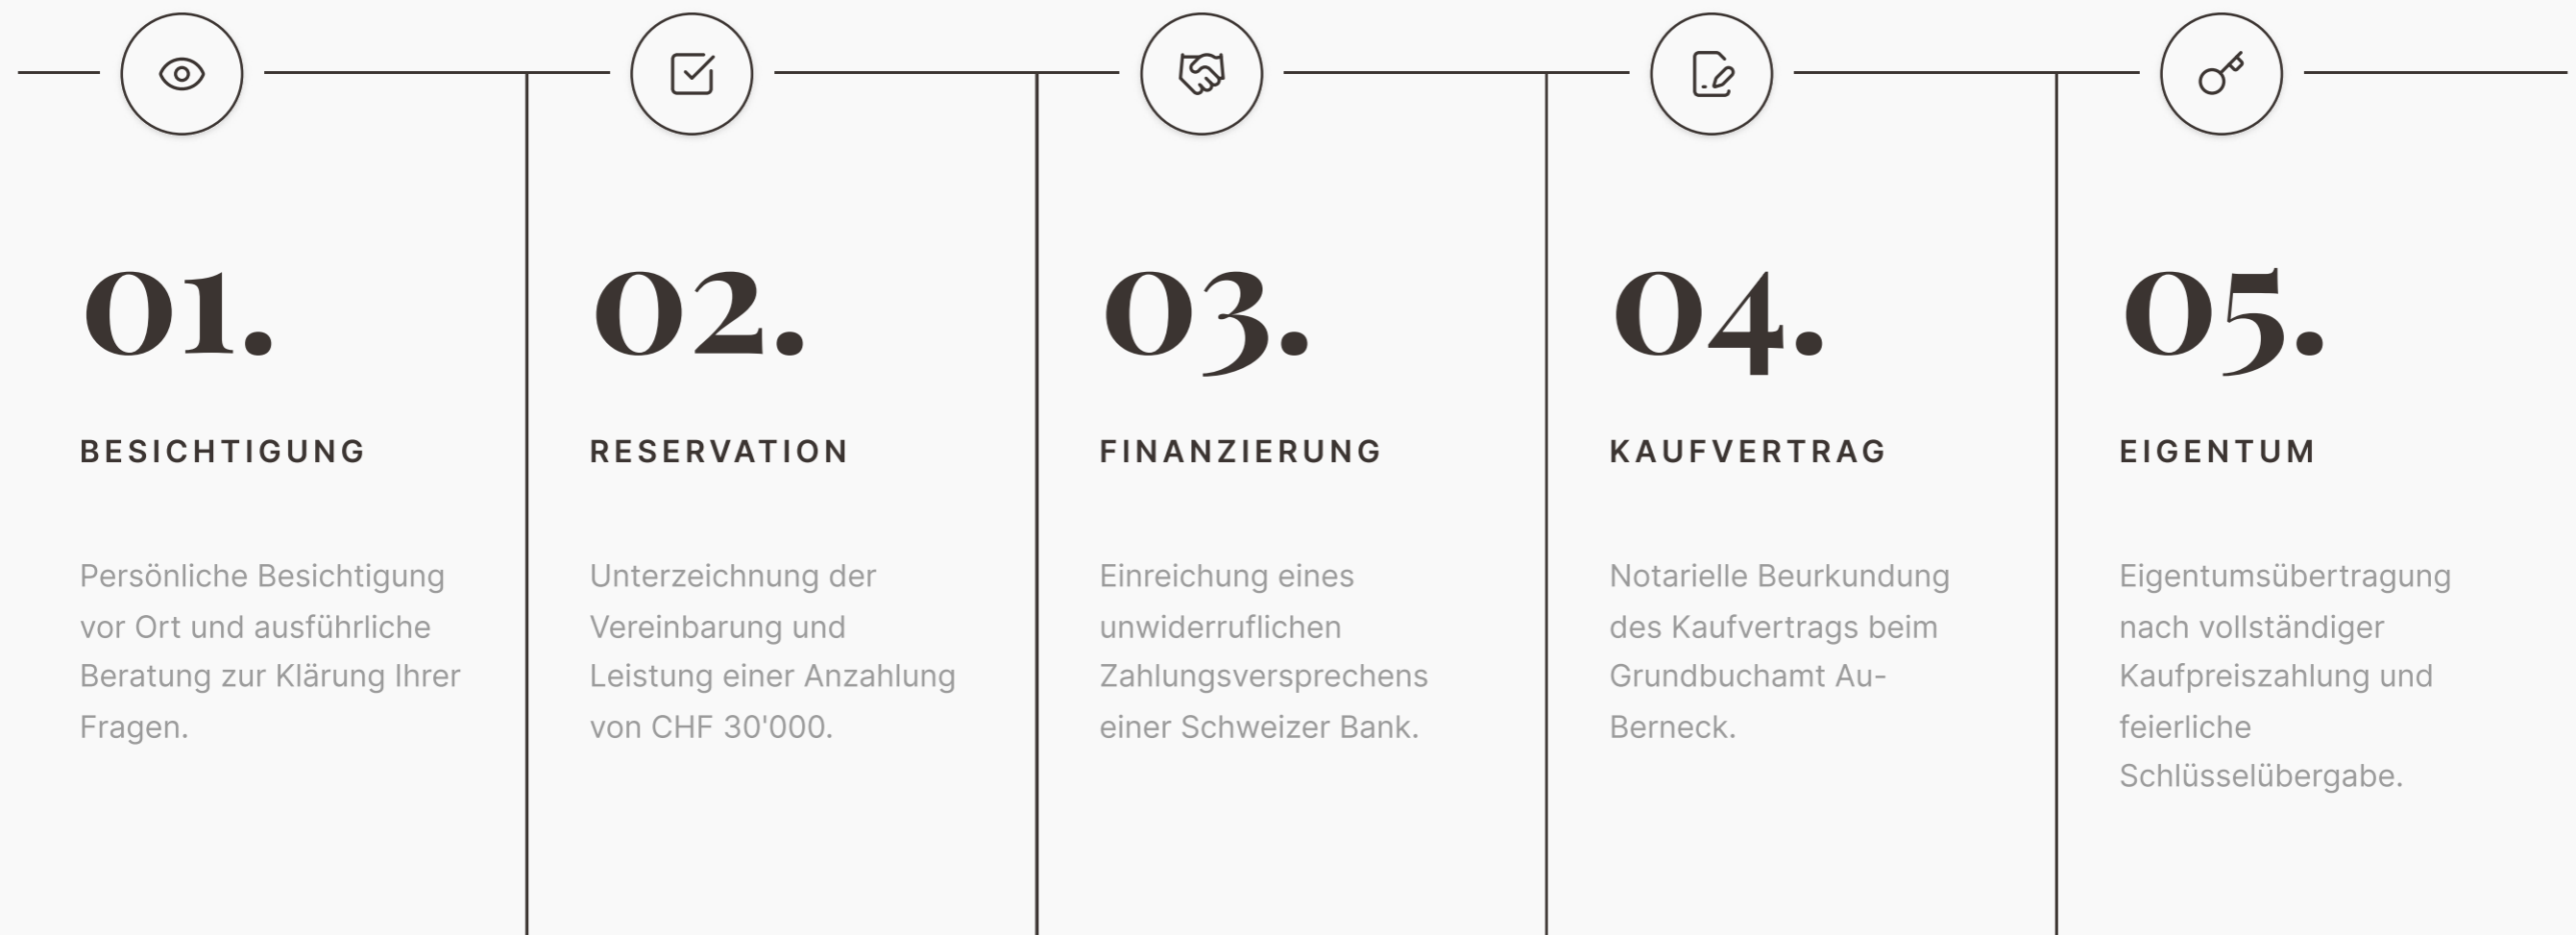 01.
BESICHTIGUNG
Persönliche Besichtigung
vor Ort und ausführliche
Beratung zur Klärung Ihrer
Fragen.
02.
RESERVATION
Unterzeichnung der
Vereinbarung und
Leistung einer Anzahlung
von CHF 30'000.
03.
FINANZIERUNG
Einreichung eines
unwiderruflichen
Zahlungsversprechens
einer Schweizer Bank.
04.
KAUFVERTRAG
Notarielle Beurkundung
des Kaufvertrags beim
Grundbuchamt Au-
Berneck.
05.
EIGENTUM
Eigentumsübertragung
nach vollständiger
Kaufpreiszahlung und
feierliche
Schlüsselübergabe.